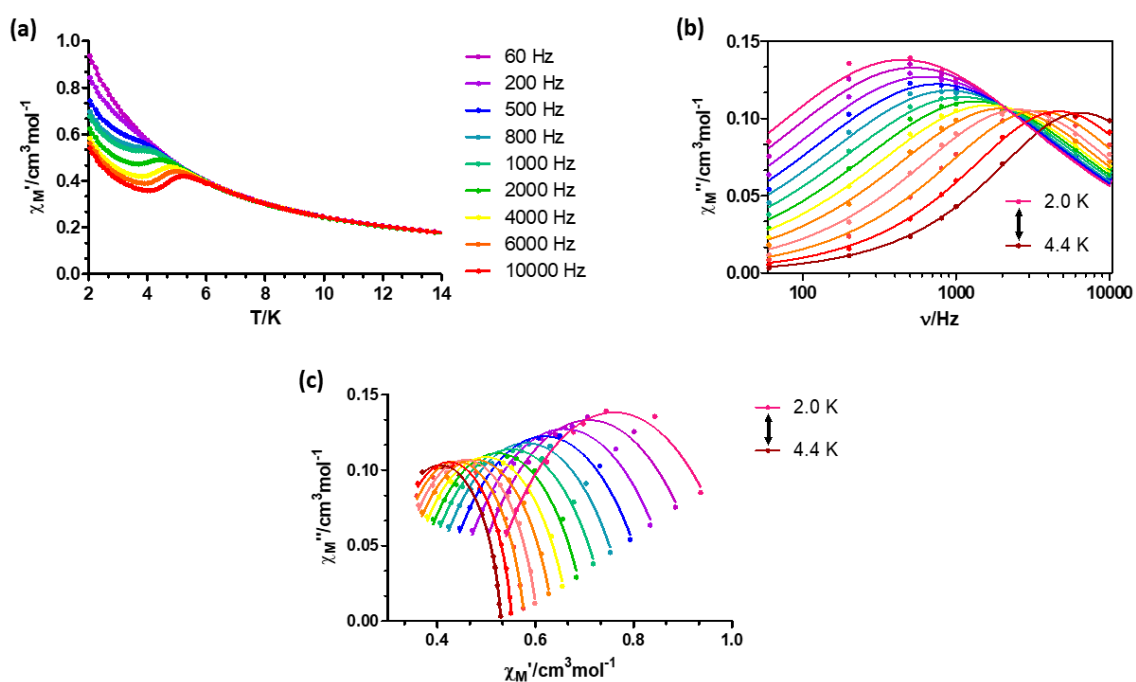 (a)
1.0
0.8
0.6
0.4
0.2
0.0
χM'/cm³mol⁻¹
2 4 6 8 10 12 14
T/K
60 Hz
200 Hz
500 Hz
800 Hz
1000 Hz
2000 Hz
4000 Hz
6000 Hz
10000 Hz
(b)
0.15
0.10
0.05
0.00
χM''/cm³mol⁻¹
100 1000 10000
ν/Hz
2.0 K
4.4 K
(c)
0.15
0.10
0.05
0.00
χM''/cm³mol⁻¹
0.4 0.6 0.8 1.0
χM'/cm³mol⁻¹
2.0 K
4.4 K